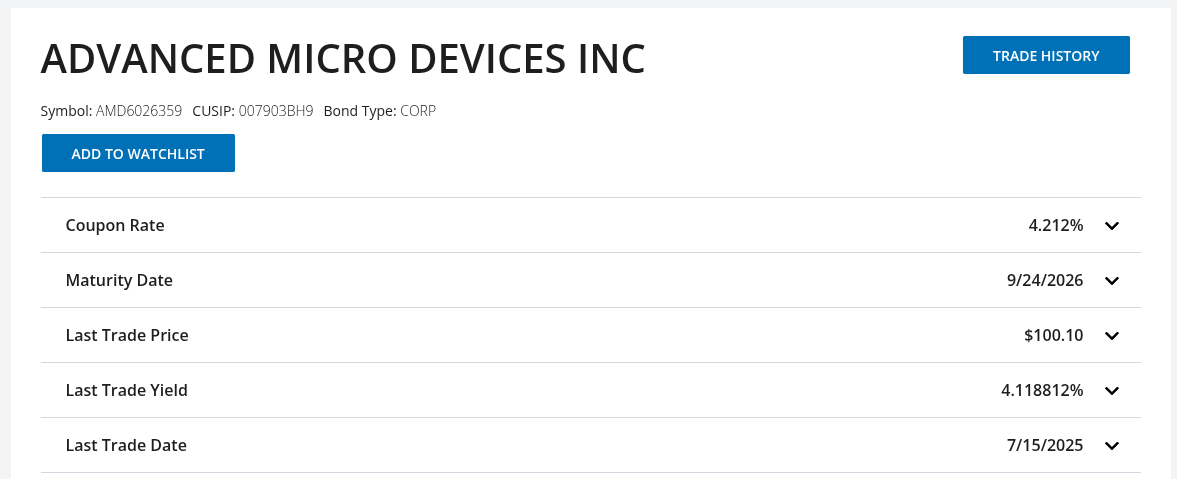 ADVANCED MICRO DEVICES INC
TRADE HISTORY
Symbol: AMD6026359 CUSIP: 007903BH9 Bond Type: CORP
ADD TO WATCHLIST
Coupon Rate 4.212%
Maturity Date 9/24/2026
Last Trade Price $100.10
Last Trade Yield 4.118812%
Last Trade Date 7/15/2025